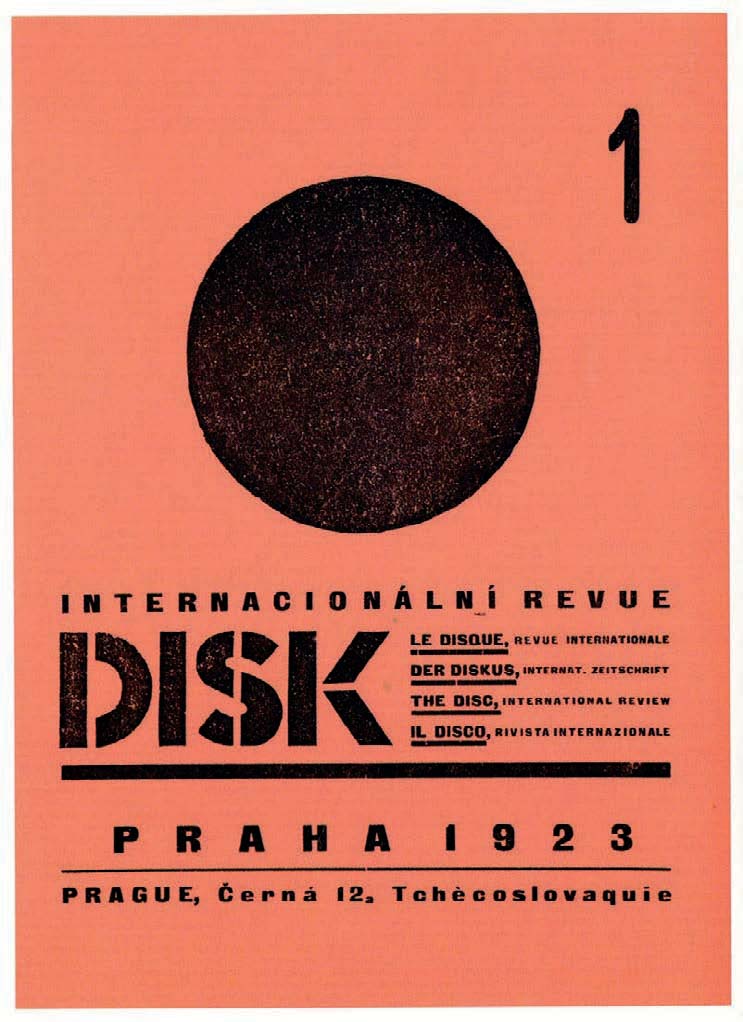 1
INTERNACIONÁLNÍ REVUE
DISK
LE DISQUE, REVUE INTERNATIONALE
DER DISKUS, INTERNAT. ZEITSCHRIFT
THE DISC, INTERNATIONAL REVIEW
IL DISCO, RIVISTA INTERNAZIONALE
PRAHA 1923
PRAGUE, Černá 12a Tchècoslovaquie